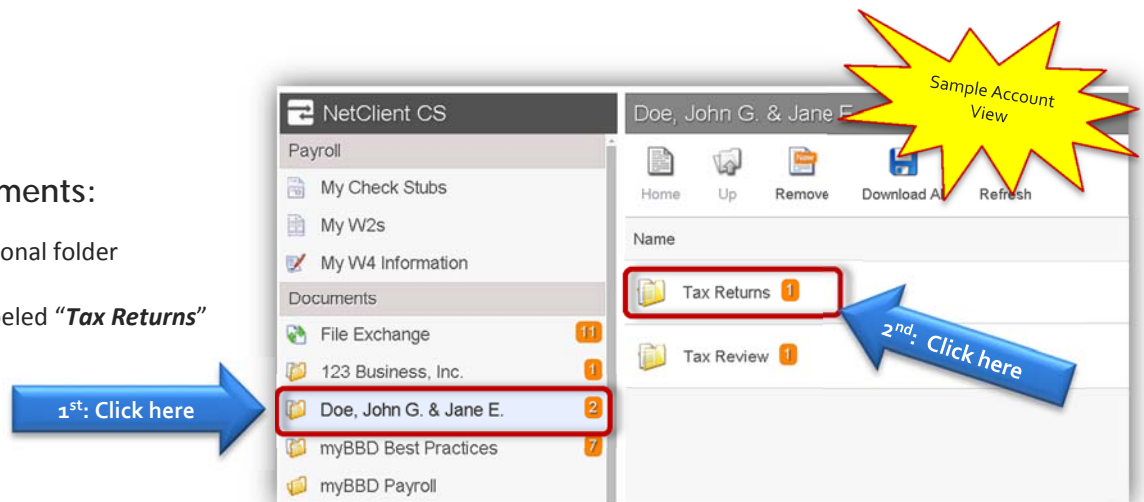 ments:
onal folder
eled “Tax Returns”
1st: Click here
NetClient CS
Payroll
My Check Stubs
My W2s
My W4 Information
Documents
File Exchange 11
123 Business, Inc. 1
Doe, John G. & Jane E. 2
myBBD Best Practices 7
myBBD Payroll
Doe, John G. & Jane E
Sample Account
View
Home Up Remove Download Al Refresh
New
Name
Tax Returns 1
Tax Review 1
2nd: Click here